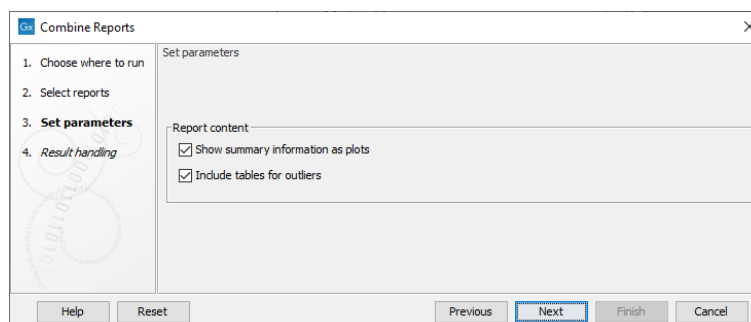 Gx Combine Reports
1. Choose where to run
2. Select reports
3. Set parameters
4. Result handling
Set parameters
Report content
Show summary information as plots
Include tables for outliers
Help
Reset
Previous
Next
Finish
Cancel